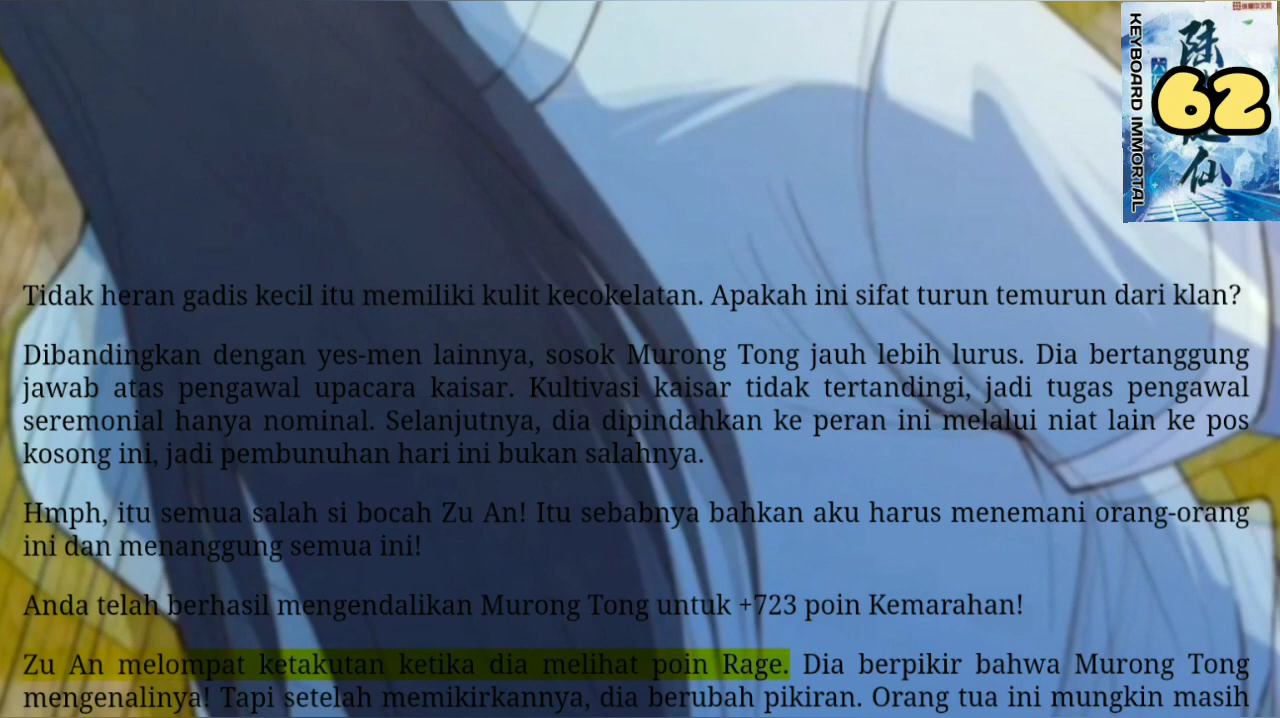 KEYBOARD IMMORTAL
62
仙
Tidak heran gadis kecil itu memiliki kulit kecokelatan. Apakah ini sifat turun temurun dari klan?
Dibandingkan dengan yes-men lainnya, sosok Murong Tong jauh lebih lurus. Dia bertanggung
jawab atas pengawal upacara kaisar. Kultivasi kaisar tidak tertandingi, jadi tugas pengawal
seremonial hanya nominal. Selanjutnya, dia dipindahkan ke peran ini melalui niat lain ke pos
kosong ini, jadi pembunuhan hari ini bukan salahnya.
Hmph, itu semua salah si bocah Zu An! Itu sebabnya bahkan aku harus menemani orang-orang
ini dan menanggung semua ini!
Anda telah berhasil mengendalikan Murong Tong untuk +723 poin Kemarahan!
Zu An melompat ketakutan ketika dia melihat poin Rage. Dia berpikir bahwa Murong Tong
mengenalinya! Tapi setelah memikirkannya, dia berubah pikiran. Orang tua ini mungkin masih